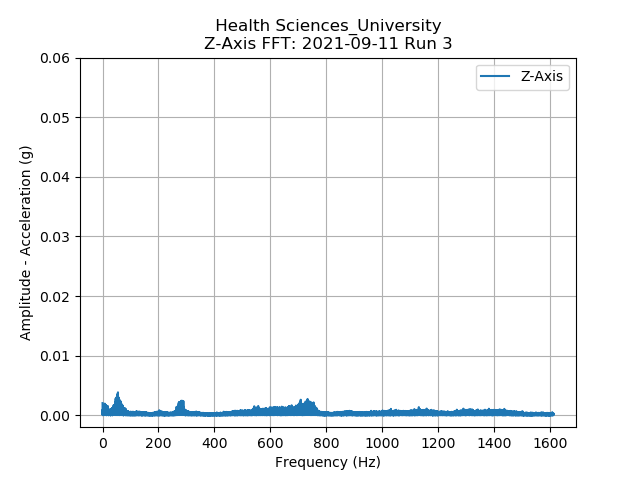 Health Sciences_University
Z-Axis FFT: 2021-09-11 Run 3
Z-Axis
0.06
0.05
0.04
0.03
0.02
0.01
0.00
Amplitude - Acceleration (g)
0 200 400 600 800 1000 1200 1400 1600
Frequency (Hz)